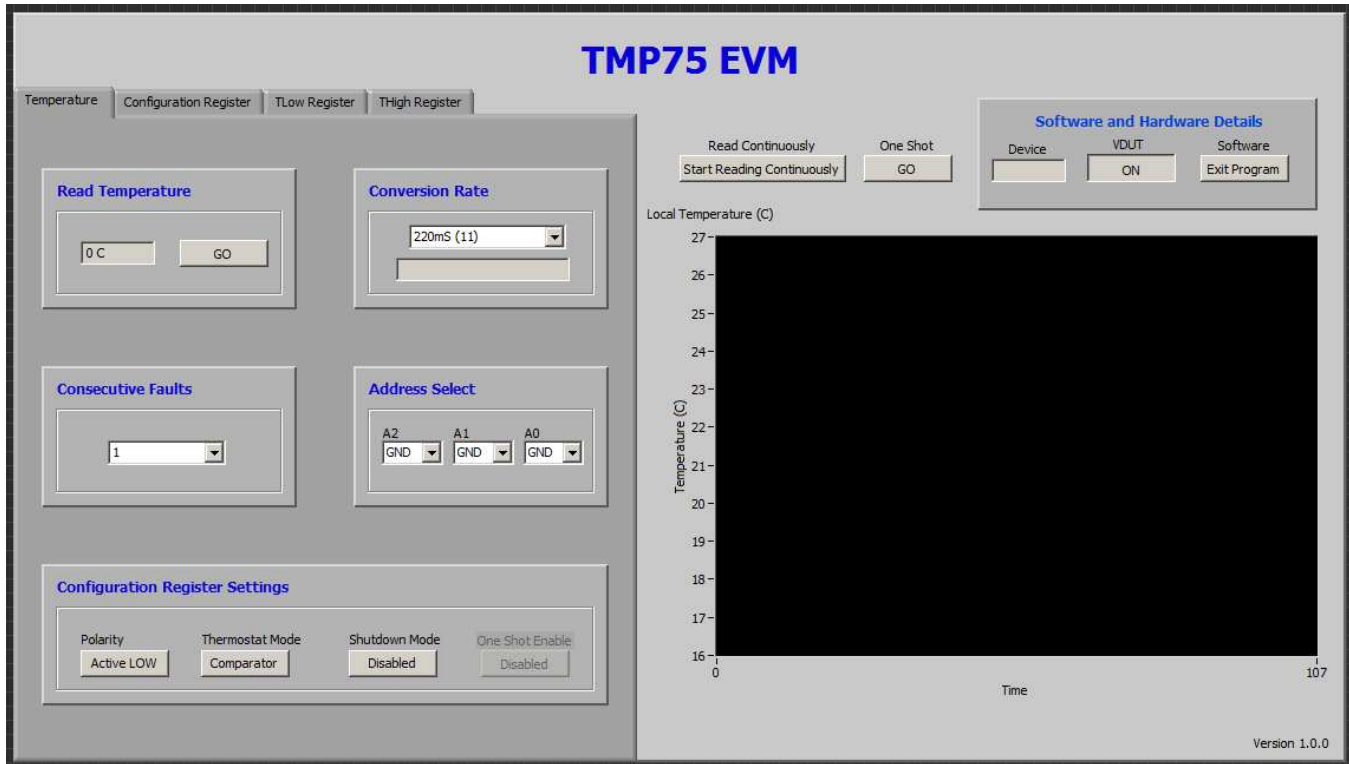 TMP75 EVM
Temperature
Configuration Register
TLow Register
THigh Register
Read Temperature
0 C
GO
Conversion Rate
220mS (11)
Consecutive Faults
1
Address Select
A2 A1 A0
GND GND GND
Configuration Register Settings
Polarity Thermostat Mode Shutdown Mode One Shot Enable
Active LOW Comparator Disabled Disabled
Read Continuously One Shot
Start Reading Continuously GO
Software and Hardware Details
Device VDUT Software
ON Exit Program
Local Temperature (C)
27
26
25
24
23
22
21
20
19
18
17
16
Temperature (C)
0 107
Time
Version 1.0.0